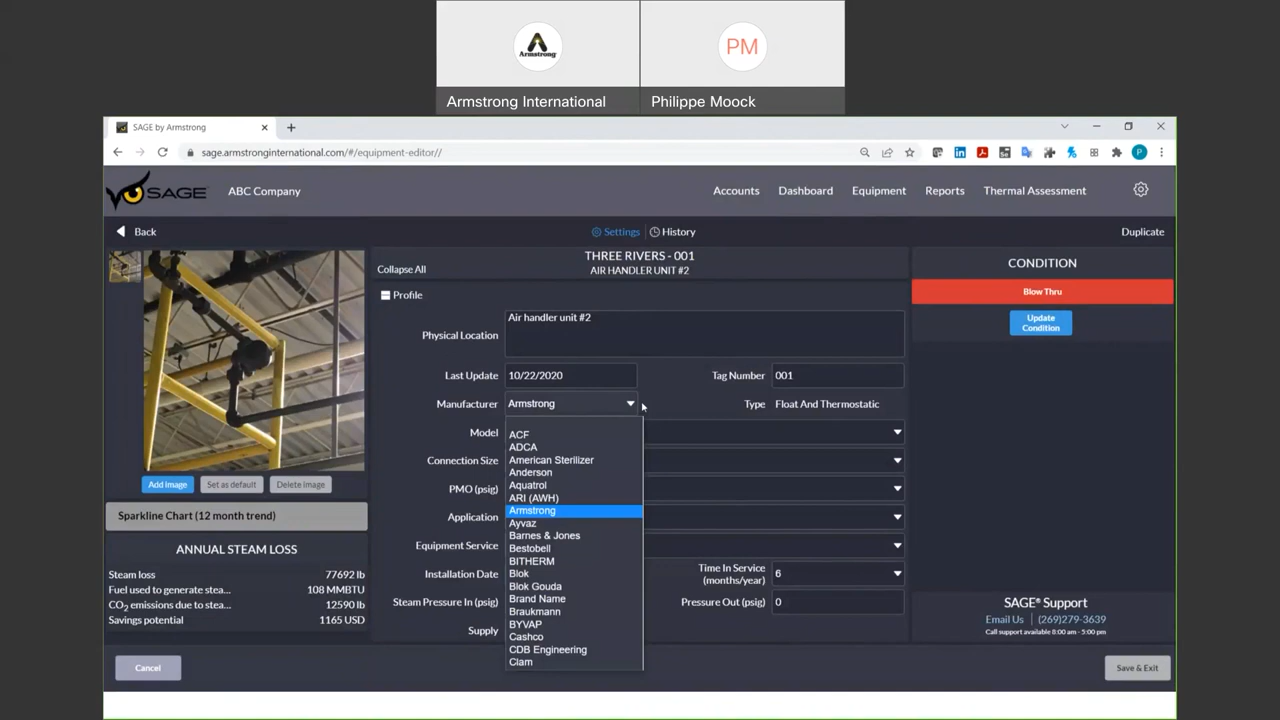 Armstrong
PM
Armstrong International
Philippe Moock
SAGE by Armstrong
sage.armstronginternational.com/#/equipment-editor//
P
SAGE
ABC Company
Accounts
Dashboard
Equipment
Reports
Thermal Assessment
Back
Settings
History
Duplicate
THREE RIVERS - 001
AIR HANDLER UNIT #2
Collapse All
Profile
Physical Location
Air handler unit #2
Last Update
10/22/2020
Tag Number
001
Manufacturer
Armstrong
Type
Float And Thermostatic
Model
Connection Size
PMO (psig)
Application
Equipment Service
Installation Date
Time In Service
(months/year)
6
Steam Pressure In (psig)
Pressure Out (psig)
0
Supply
ACF
ADCA
American Sterilizer
Anderson
Aquatrol
ARI (AWH)
Armstrong
Ayvaz
Barnes & Jones
Bestobell
BITHERM
Blok
Blok Gouda
Brand Name
Braukmann
BYVAP
Cashco
CDB Engineering
Clam
Add Image
Set as default
Delete image
Sparkline Chart (12 month trend)
ANNUAL STEAM LOSS
Steam loss 77692 lb
Fuel used to generate stea... 108 MMBTU
CO2 emissions due to stea... 12590 lb
Savings potential 1165 USD
CONDITION
Blow Thru
Update
Condition
SAGE® Support
Email Us | (269)279-3639
Call support available 8:00 am - 5:00 pm
Cancel
Save & Exit